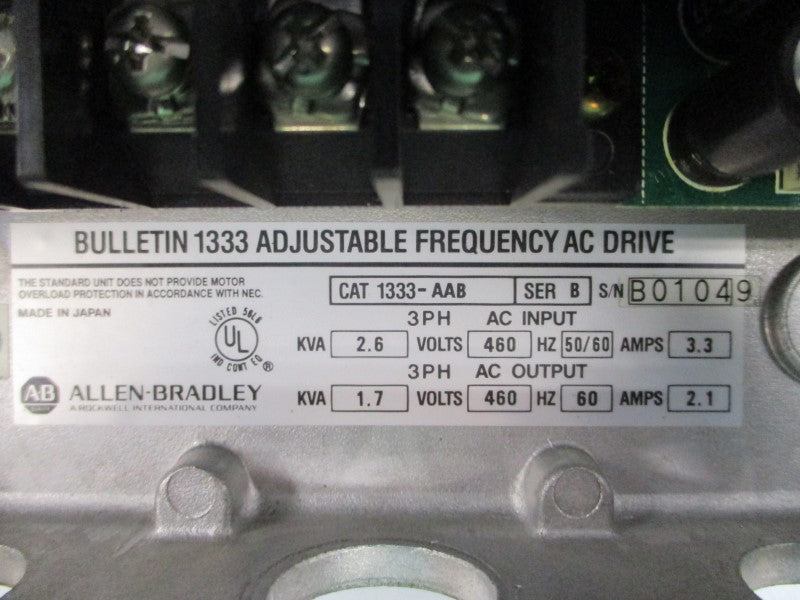 BULLETIN 1333 ADJUSTABLE FREQUENCY AC DRIVE
THE STANDARD UNIT DOES NOT PROVIDE MOTOR
OVERLOAD PROTECTION IN ACCORDANCE WITH NEC.
CAT 1333-AAB SER B S/N B01049
MADE IN JAPAN
LISTED 56L6
UL
IND CONT EQ ®
3PH AC INPUT
KVA 2.6 VOLTS 460 HZ 50/60 AMPS 3.3
3PH AC OUTPUT
KVA 1.7 VOLTS 460 HZ 60 AMPS 2.1
AB ALLEN-BRADLEY
A ROCKWELL INTERNATIONAL COMPANY